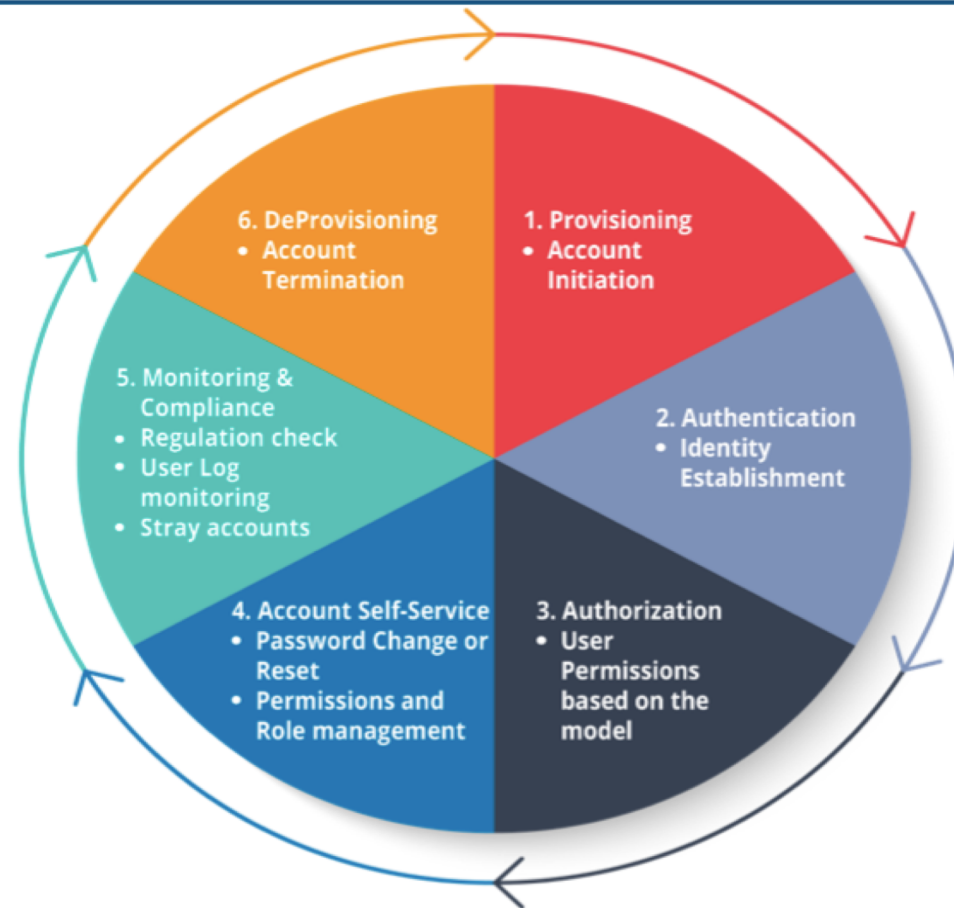 1. Provisioning
• Account
Initiation
2. Authentication
• Identity
Establishment
3. Authorization
• User
Permissions
based on the
model
4. Account Self-Service
• Password Change or
Reset
• Permissions and
Role management
5. Monitoring &
Compliance
• Regulation check
• User Log
monitoring
• Stray accounts
6. DeProvisioning
• Account
Termination